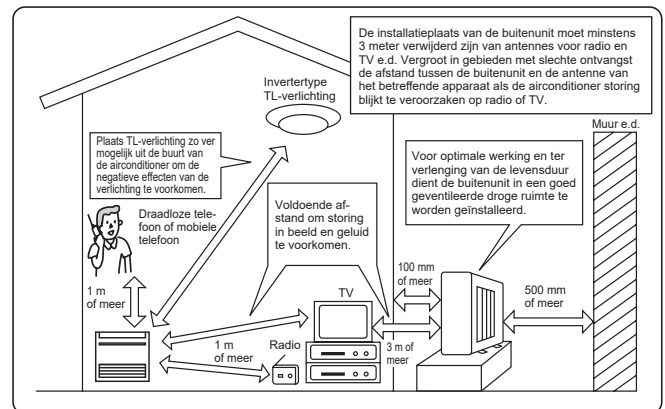 De installatieplaats van de buitenunit moet minstens
3 meter verwijderd zijn van antennes voor radio en
TV e.d. Vergroot in gebieden met slechte ontvangst
de afstand tussen de buitenunit en de antenne van
het betreffende apparaat als de airconditioner storing
blijkt te veroorzaken op radio of TV.
Invertertype
TL-verlichting
Muur e.d.
Plaats TL-verlichting zo ver
mogelijk uit de buurt van
de airconditioner om de
negatieve effecten van de
verlichting te voorkomen.
Voor optimale werking en ter
verlenging van de levensduur
dient de buitenunit in een goed
geventileerde droge ruimte te
worden geïnstalleerd.
Draadloze tele-
foon of mobiele
telefoon
Voldoende af-
stand om storing
in beeld en geluid
te voorkomen.
100 mm
of meer
500 mm
of meer
1 m
of meer
TV
1 m
of meer
Radio
3 m of
meer